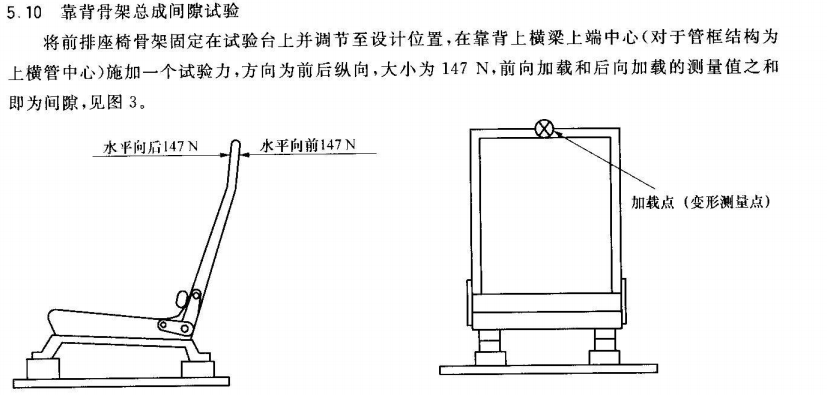 5.10 靠背骨架总成间隙试验
将前排座椅骨架固定在试验台上并调节至设计位置,在靠背上横梁上端中心(对于管框结构为
上横管中心)施加一个试验力,方向为前后纵向,大小为 147 N,前向加载和后向加载的测量值之和
即为间隙,见图 3。
水平向后147 N
水平向前147 N
加载点 (变形测量点)